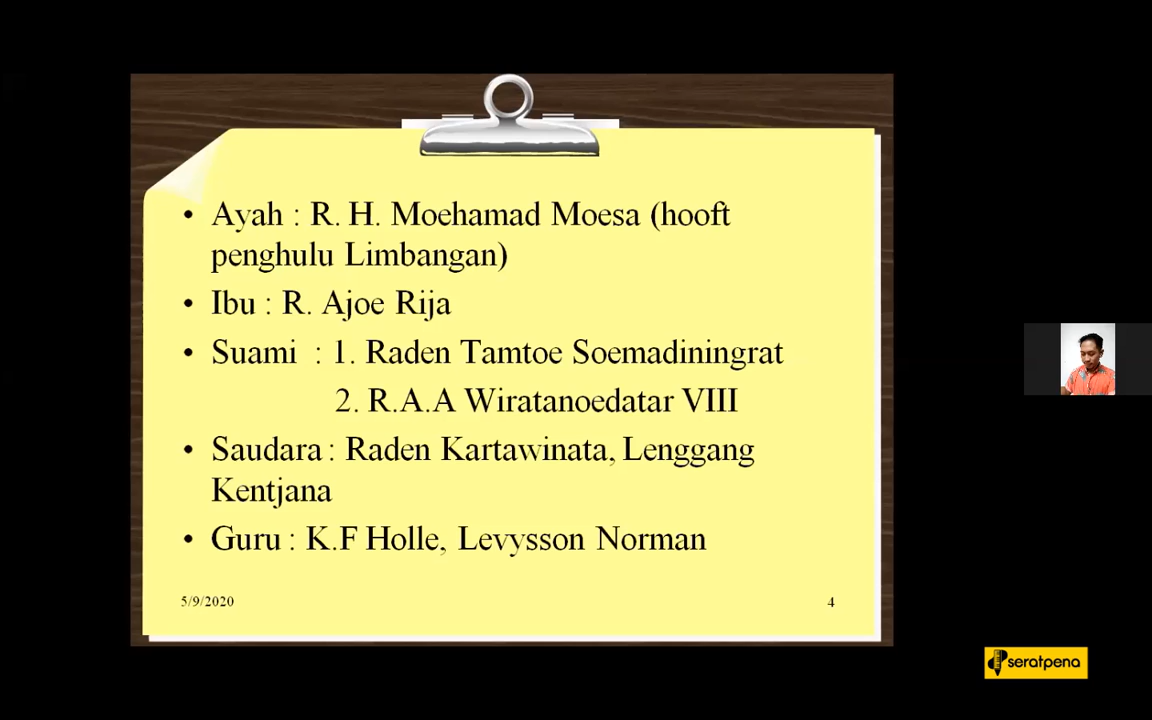 • Ayah : R. H. Moehamad Moesa (hooft
penghulu Limbangan)
• Ibu : R. Ajoe Rija
• Suami : 1. Raden Tamtoe Soemadiningrat
2. R.A.A Wiratanoedatar VIII
• Saudara : Raden Kartawinata, Lenggang
Kentjana
• Guru : K.F Holle, Levysson Norman
5/9/2020
4
seratpena